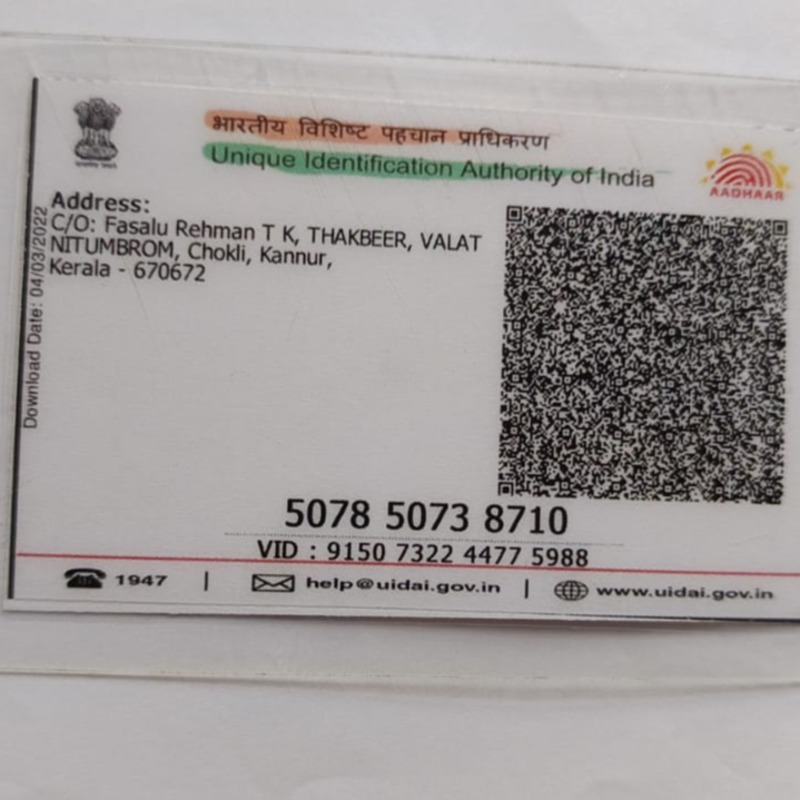 भारतीय विशिष्ट पहचान प्राधिकरण
Unique Identification Authority of India
AADHAAR
Address:
C/O: Fasalu Rehman T K, THAKBEER, VALAT
NITUMBROM, Chokli, Kannur,
Kerala - 670672
Download Date: 04/03/2022
5078 5073 8710
VID : 9150 7322 4477 5988
1947 | help@uidai.gov.in | www.uidai.gov.in